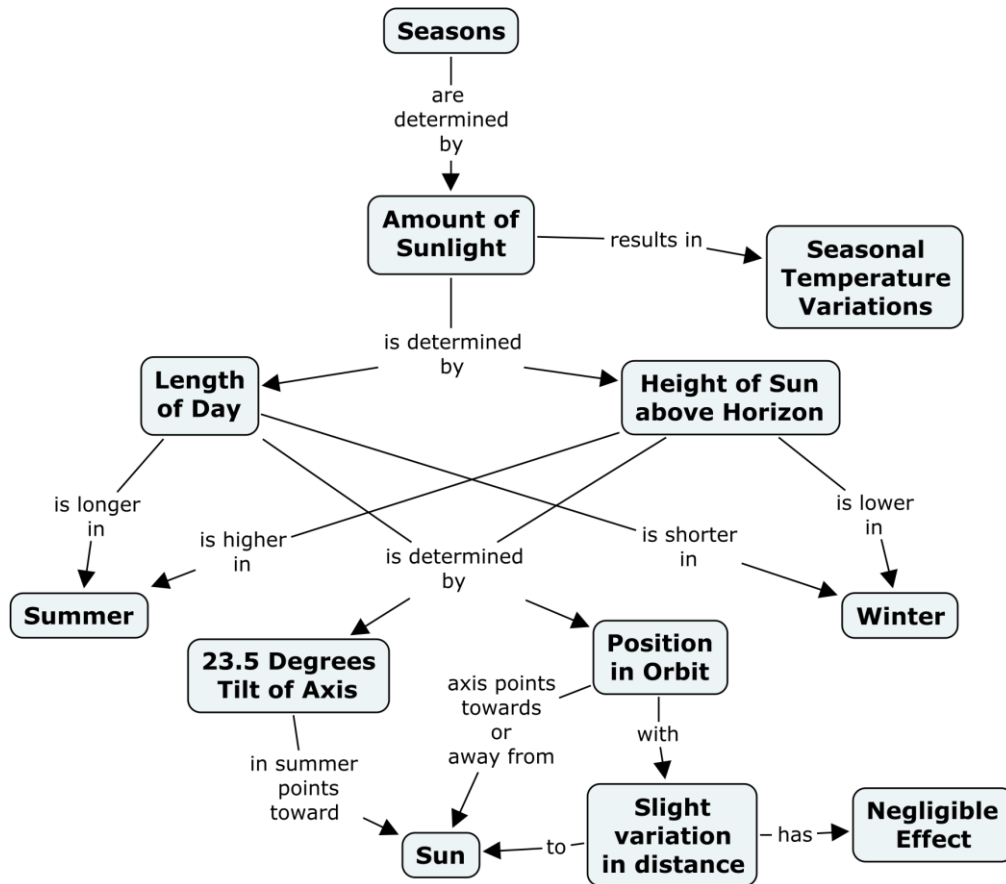 Seasons
are
determined
by
Amount of
Sunlight
results in
Seasonal
Temperature
Variations
is determined
by
Length
of Day
Height of Sun
above Horizon
is longer
in
is higher
in
is determined
by
is shorter
in
is lower
in
Summer
Winter
23.5 Degrees
Tilt of Axis
Position
in Orbit
axis points
towards
or
away from
with
in summer
points
toward
Sun
to
Slight
variation
in distance
has
Negligible
Effect